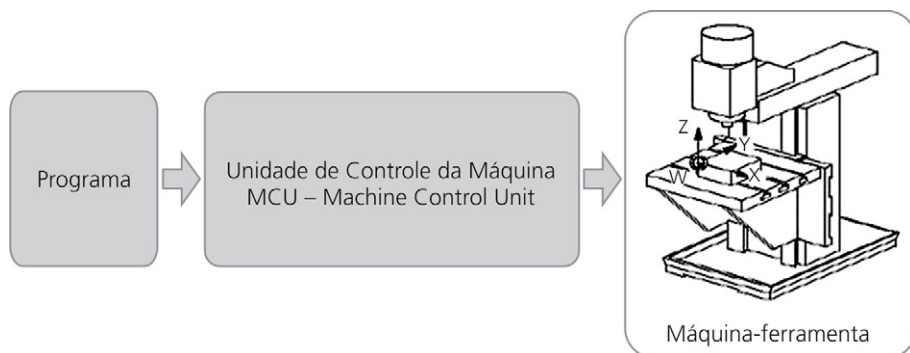 Programa
Unidade de Controle da Máquina
MCU – Machine Control Unit
Z
Y
W
X
Máquina-ferramenta